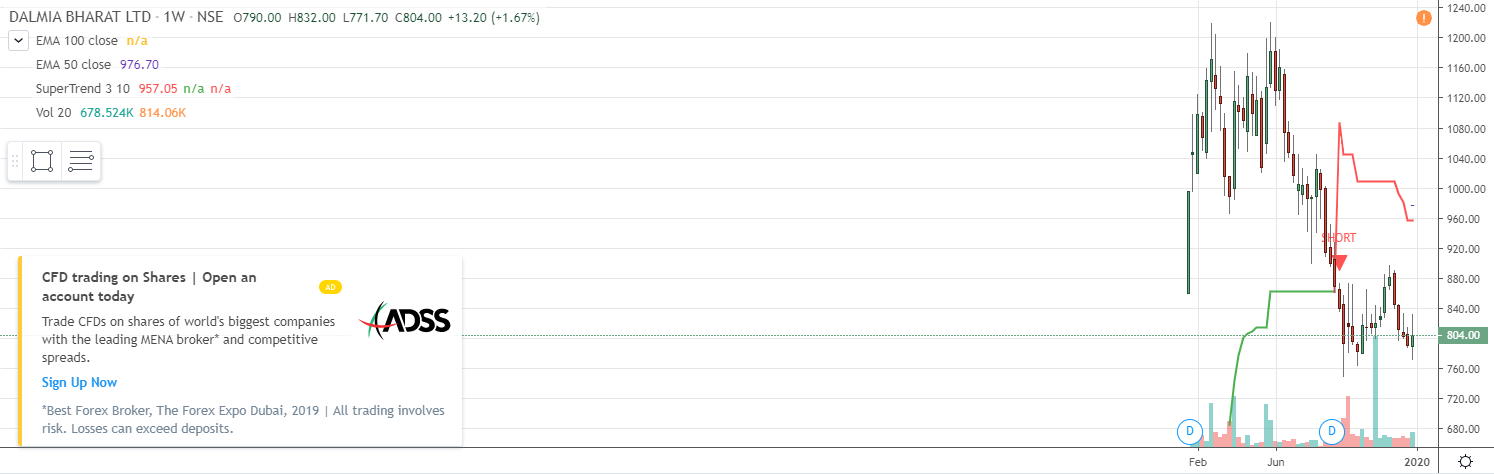 DALMIA BHARAT LTD · 1W · NSE O790.00 H832.00 L771.70 C804.00 +13.20 (+1.67%)
EMA 100 close n/a
EMA 50 close 976.70
SuperTrend 3 10 957.05 n/a n/a
Vol 20 678.524K 814.06K
CFD trading on Shares | Open an
account today
AD
Trade CFDs on shares of world's biggest companies
with the leading MENA broker* and competitive
spreads.
Sign Up Now
*Best Forex Broker, The Forex Expo Dubai, 2019 | All trading involves
risk. Losses can exceed deposits.
ADSS
SHORT
D
D
!
1240.00
1200.00
1160.00
1120.00
1080.00
1040.00
1000.00
960.00
920.00
880.00
840.00
804.00
760.00
720.00
680.00
Feb Jun 2020